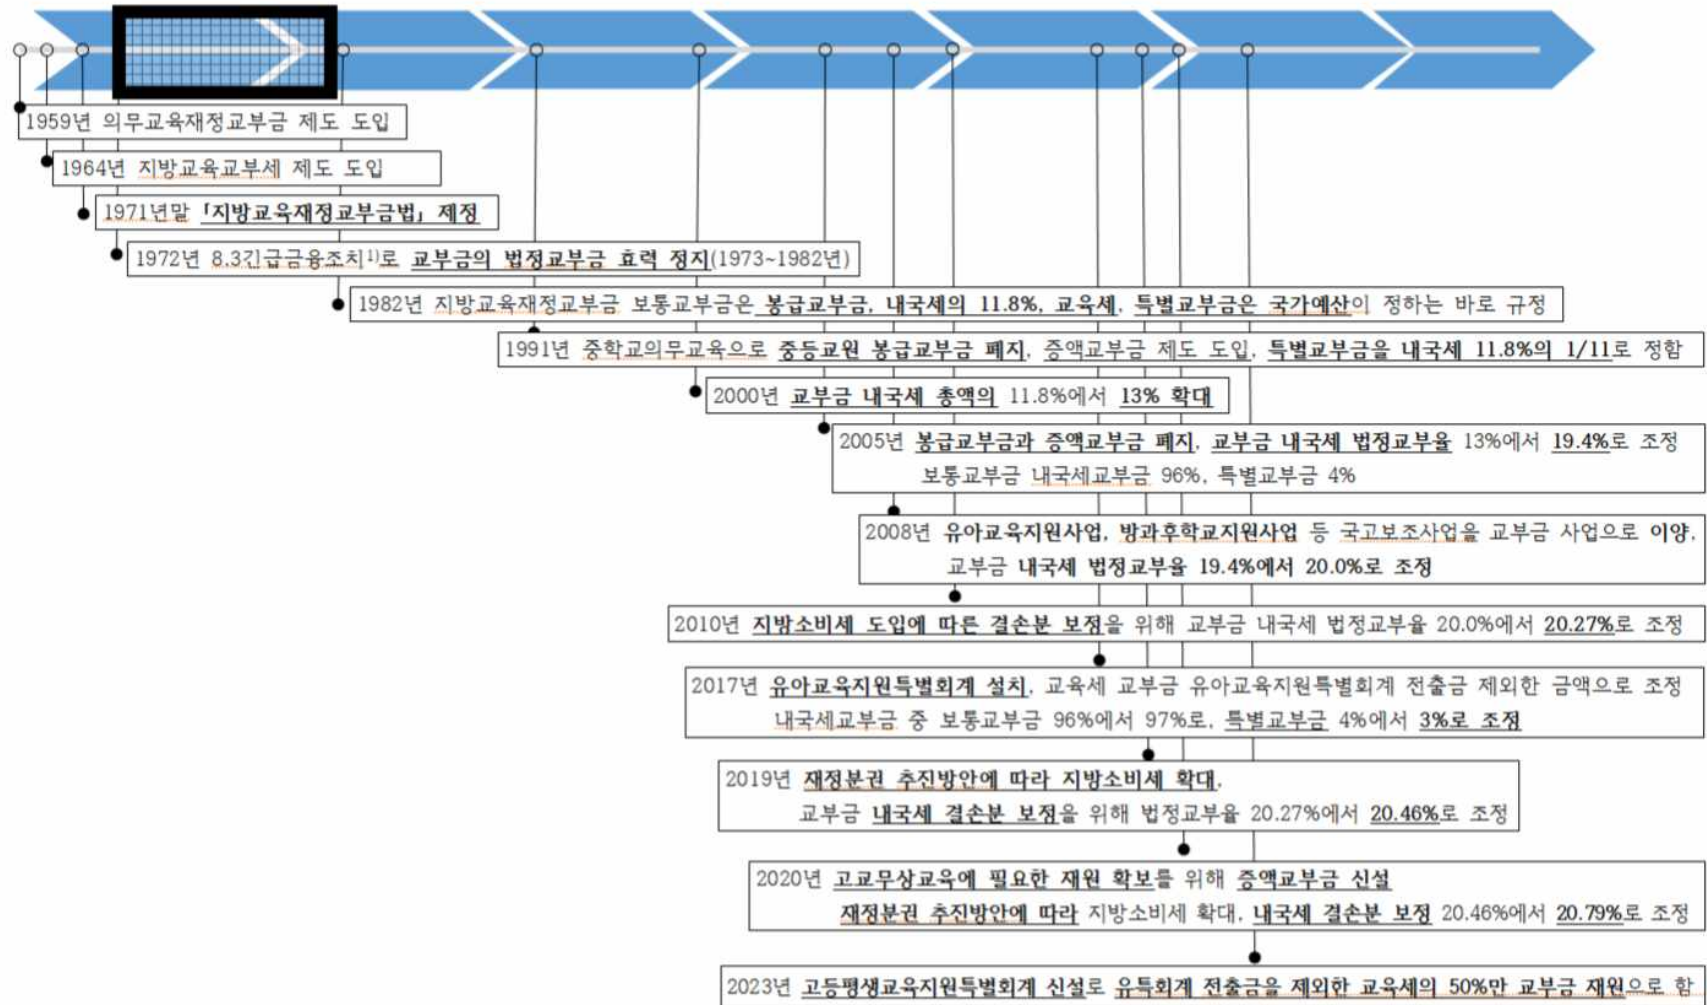 1959년 의무교육재정교부금 제도 도입
1964년 지방교육교부세 제도 도입
1971년말 「지방교육재정교부금법」 제정
1972년 8.3긴급금융조치1)로 교부금의 법정교부금 효력 정지(1973~1982년)
1982년 지방교육재정교부금 보통교부금은 봉급교부금, 내국세의 11.8%, 교육세, 특별교부금은 국가예산이 정하는 바로 규정
1991년 중학교의무교육으로 중등교원 봉급교부금 폐지, 증액교부금 제도 도입, 특별교부금을 내국세 11.8%의 1/11로 정함
2000년 교부금 내국세 총액의 11.8%에서 13% 확대
2005년 봉급교부금과 증액교부금 폐지, 교부금 내국세 법정교부율 13%에서 19.4%로 조정
보통교부금 내국세교부금 96%, 특별교부금 4%
2008년 유아교육지원사업, 방과후학교지원사업 등 국고보조사업을 교부금 사업으로 이양,
교부금 내국세 법정교부율 19.4%에서 20.0%로 조정
2010년 지방소비세 도입에 따른 결손분 보정을 위해 교부금 내국세 법정교부율 20.0%에서 20.27%로 조정
2017년 유아교육지원특별회계 설치, 교육세 교부금 유아교육지원특별회계 전출금 제외한 금액으로 조정
내국세교부금 중 보통교부금 96%에서 97%로, 특별교부금 4%에서 3%로 조정
2019년 재정분권 추진방안에 따라 지방소비세 확대,
교부금 내국세 결손분 보정을 위해 법정교부율 20.27%에서 20.46%로 조정
2020년 고교무상교육에 필요한 재원 확보를 위해 증액교부금 신설
재정분권 추진방안에 따라 지방소비세 확대, 내국세 결손분 보정 20.46%에서 20.79%로 조정
2023년 고등평생교육지원특별회계 신설로 유특회계 전출금을 제외한 교육세의 50%만 교부금 재원으로 함